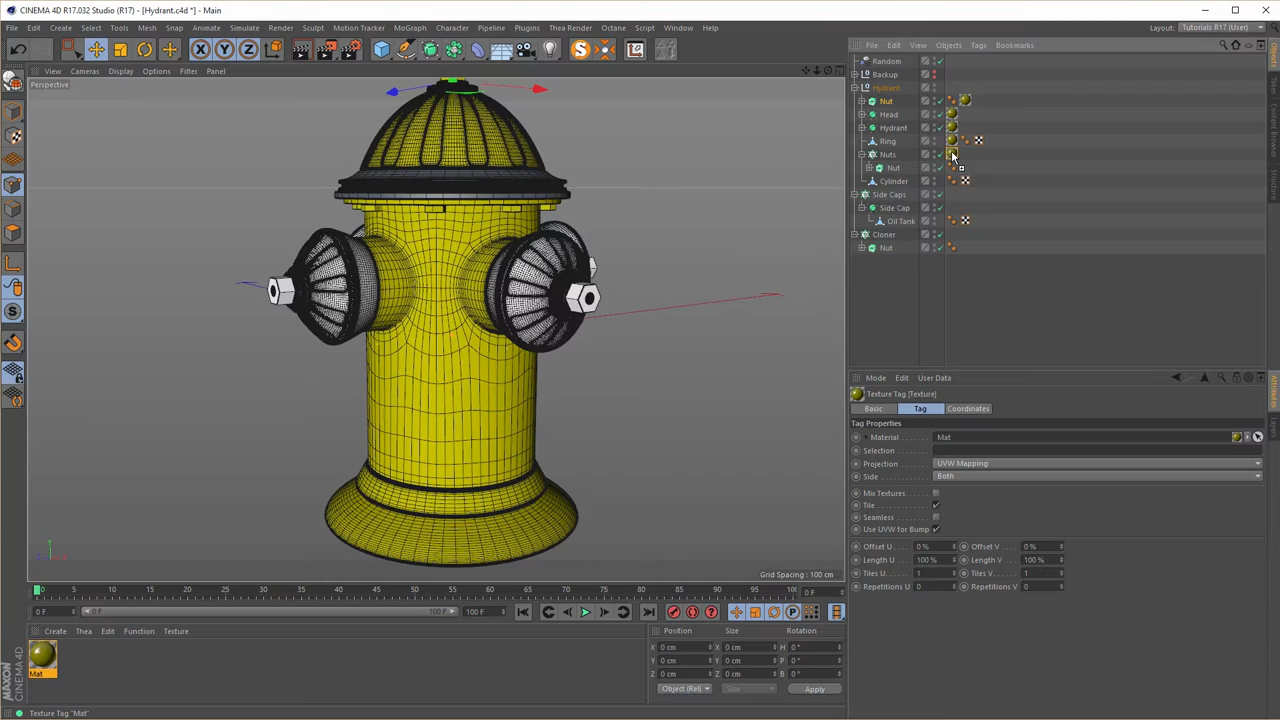 CINEMA 4D R17.032 Studio (R17) - [Hydrant.c4d *] - Main
File Edit Create Select Tools Mesh Snap Animate Simulate Render Sculpt Motion Tracker MoGraph Character Pipeline Plugins Thea Render Octane Script Window Help
Layout: Tutorials R17 (User)
View Cameras Display Options Filter Panel
File Edit View Objects Tags Bookmarks
Perspective
Random
Backup
Hydrant
Nut
Head
Hydrant
Ring
Nuts
Nut
Cylinder
Side Caps
Side Cap
Oil Tank
Cloner
Nut
Mode Edit User Data
Texture Tag [Texture]
Basic Tag Coordinates
Tag Properties
Material Mat
Selection
Projection UVW Mapping
Side Both
Mix Textures
Tile
Seamless
Use UVW for Bump
Offset U 0 % Offset V 0 %
Length U 100 % Length V 100 %
Tiles U 1 Tiles V 1
Repetitions U 0 Repetitions V 0
Grid Spacing : 100 cm
0 5 10 15 20 25 30 35 40 45 50 55 60 65 70 75 80 85 90 95 100 0 F
0 F 0 F 100 F 100 F
Create Thea Edit Function Texture
Position Size Rotation
X 0 cm X 0 cm H 0 °
Y 0 cm Y 0 cm P 0 °
Z 0 cm Z 0 cm B 0 °
Object (Rel) Size Apply
Mat
MAXON
CINEMA 4D
Texture Tag "Mat"
Objects
Takes
Content Browser
Structure
Attributes
Layers